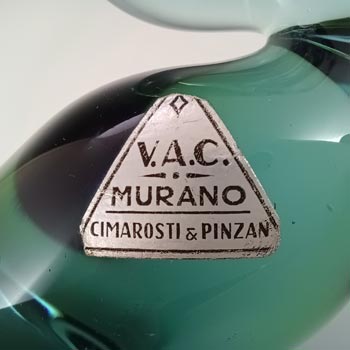 V.A.C.
MURANO
CIMAROSTI & PINZAN